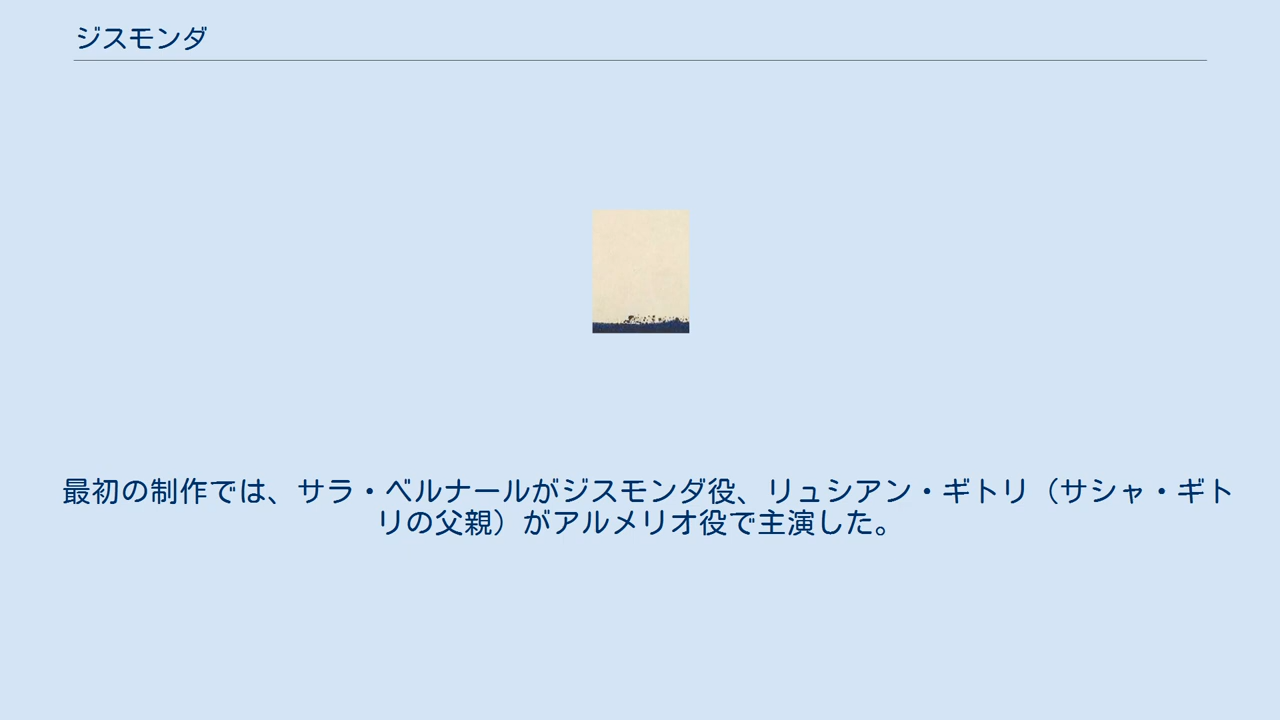 ジスモンダ
最初の制作では、サラ・ベルナールがジスモンダ役、リュシアン・ギトリ（サシャ・ギト
リの父親）がアルメリオ役で主演した。